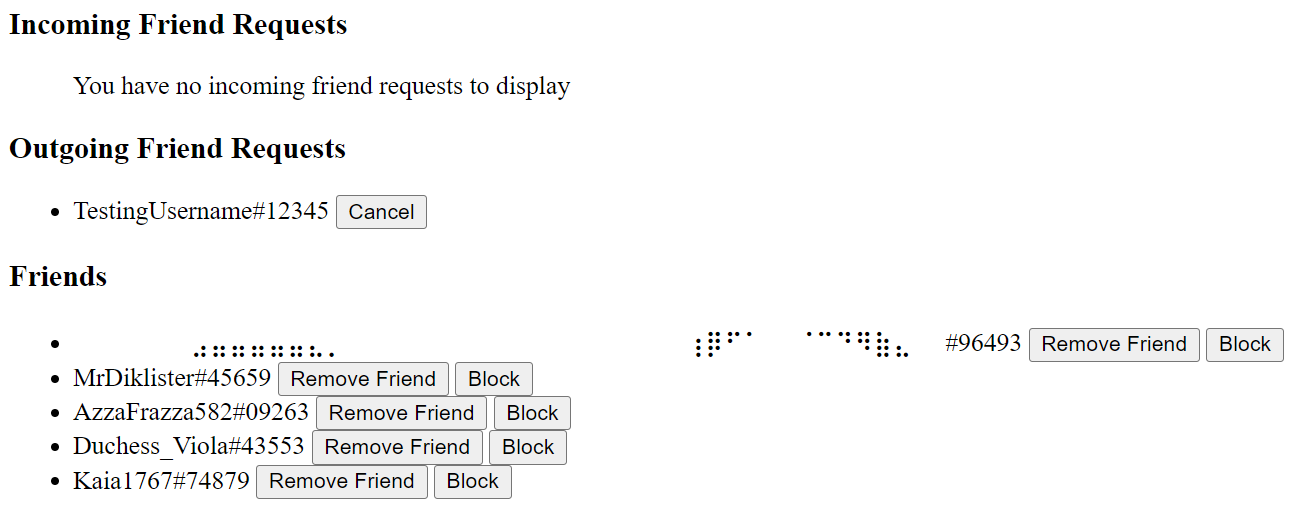 Incoming Friend Requests
You have no incoming friend requests to display
Outgoing Friend Requests
TestingUsername#12345 Cancel
Friends
#96493 Remove Friend Block
MrDiklister#45659 Remove Friend Block
AzzaFrazza582#09263 Remove Friend Block
Duchess_Viola#43553 Remove Friend Block
Kaia1767#74879 Remove Friend Block